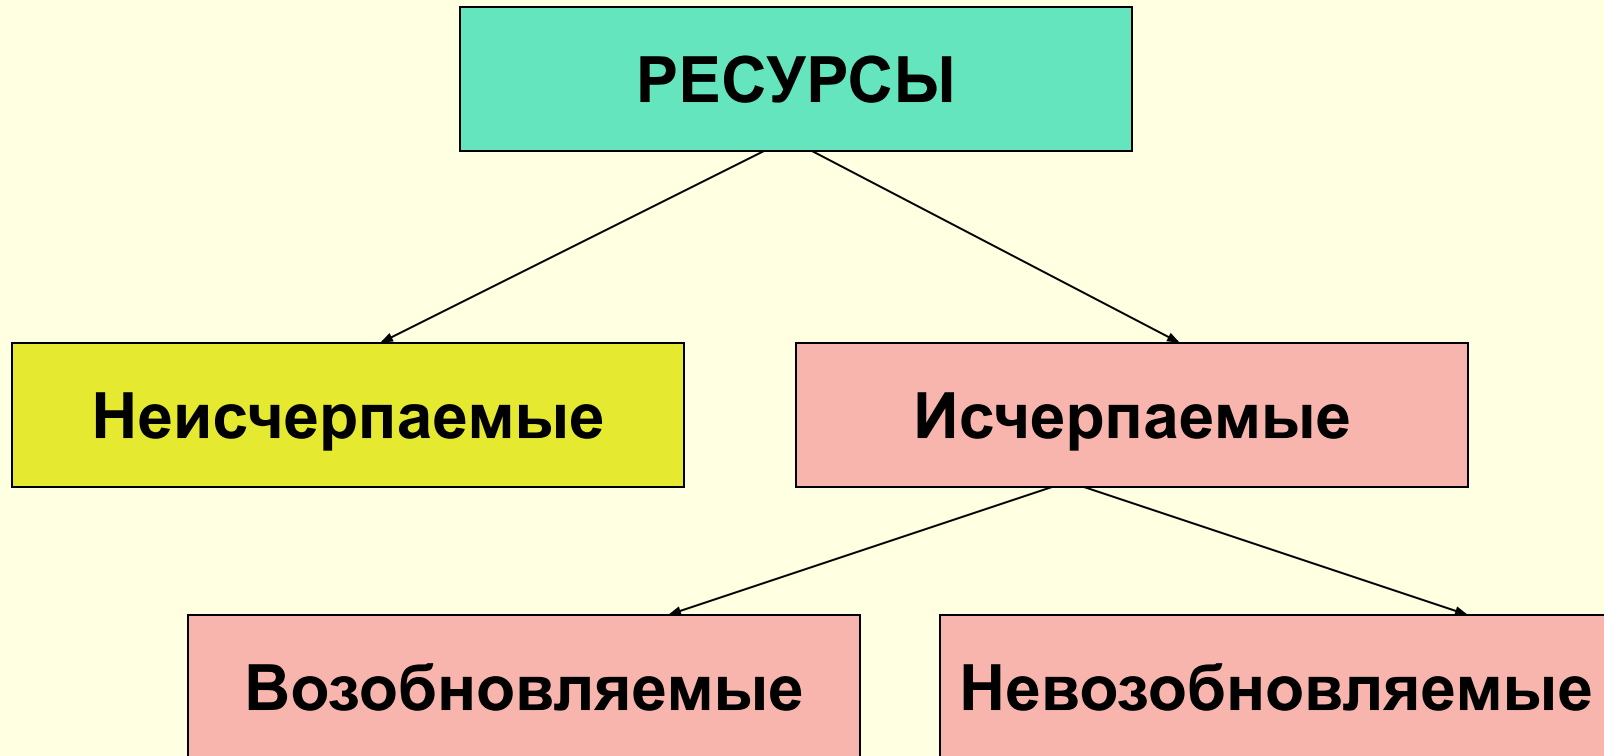 РЕСУРСЫ
Неисчерпаемые
Исчерпаемые
Возобновляемые
Невозобновляемые